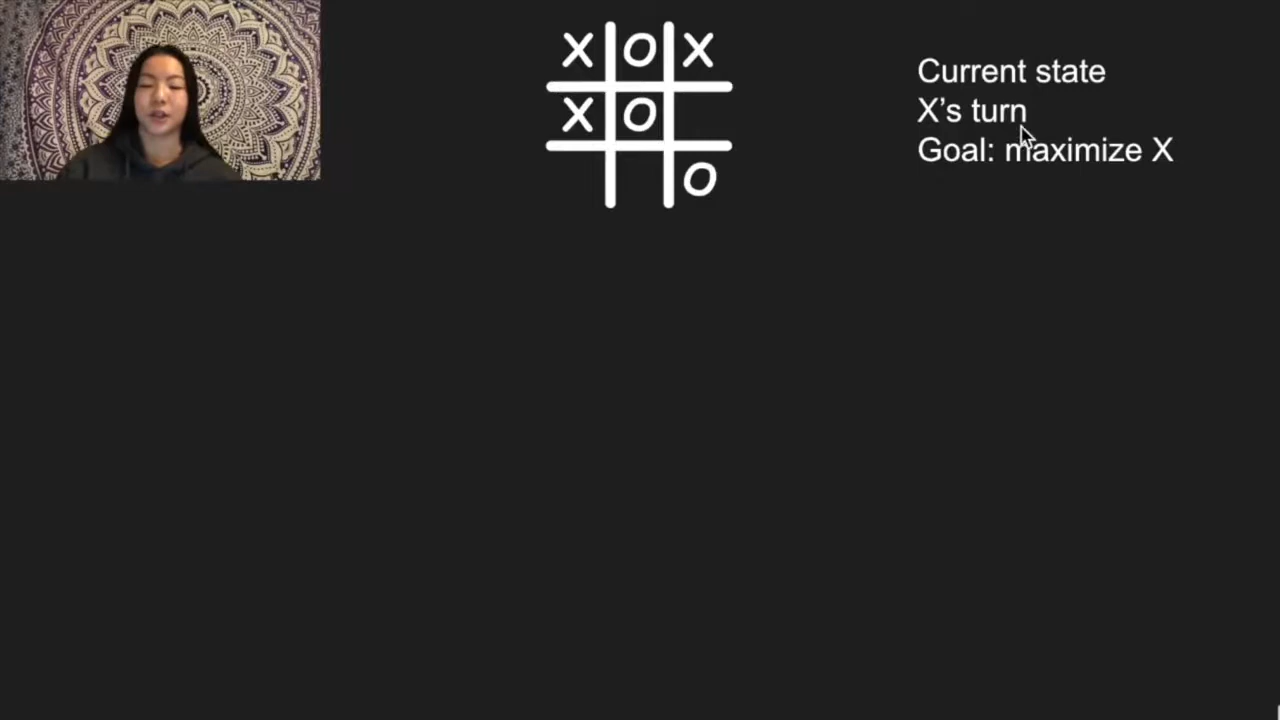 X O X
X O
O
Current state
X’s turn
Goal: maximize X